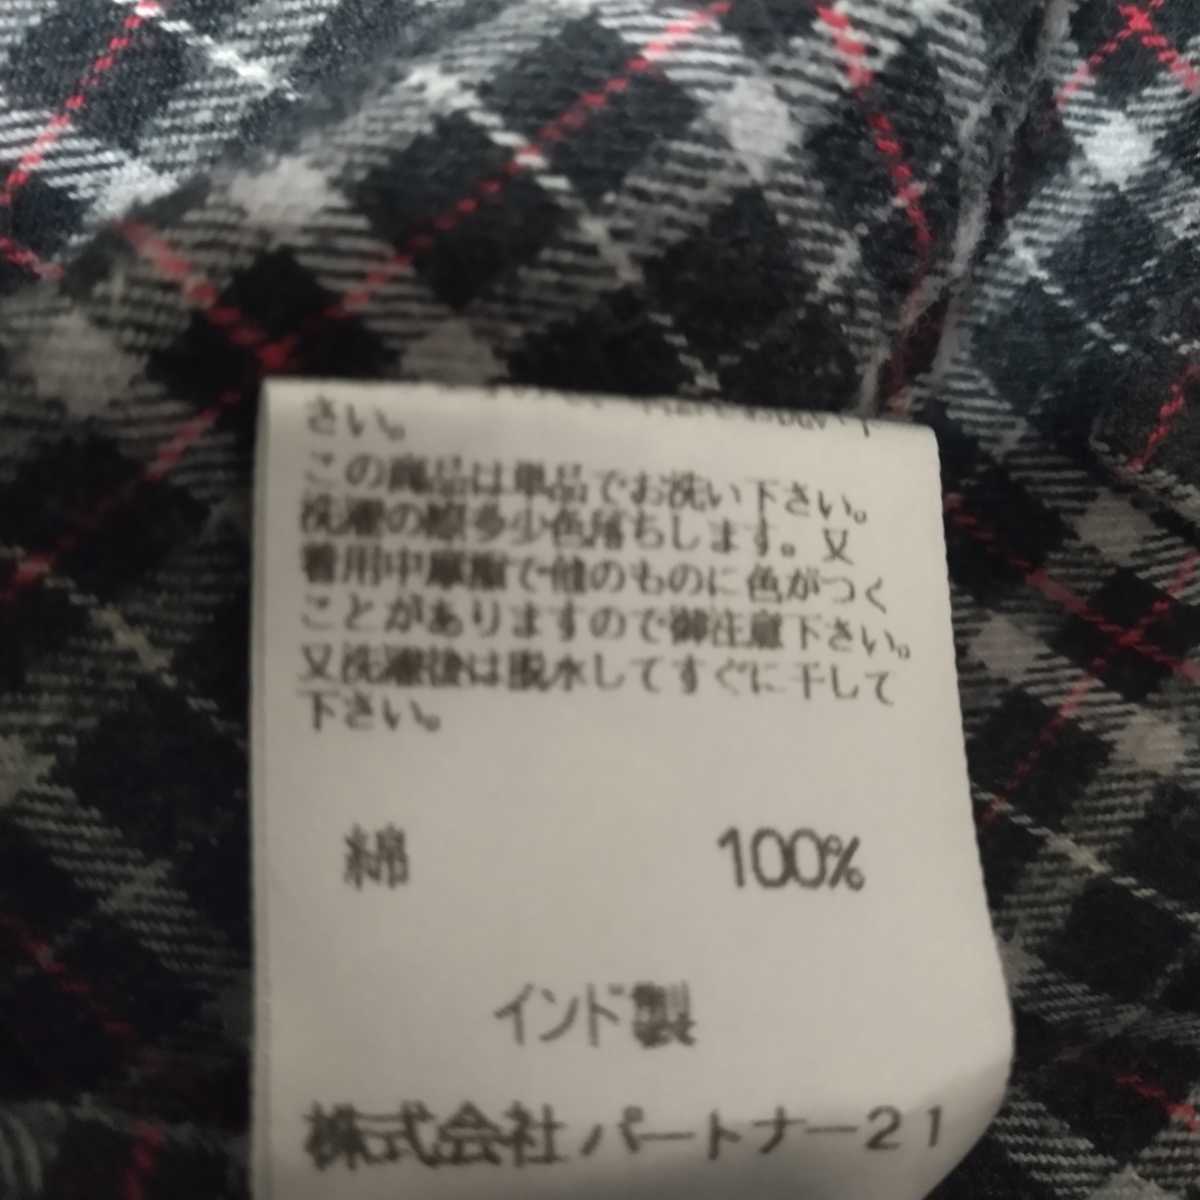 さい。
この商品は単品でお洗い下さい。
洗濯の際多少色落ちします。又
着用中摩擦で他のものに色がつく
ことがありますので御注意下さい。
又洗濯後は脱水してすぐに干して
下さい。
綿 100%
インド製
株式会社パートナー21